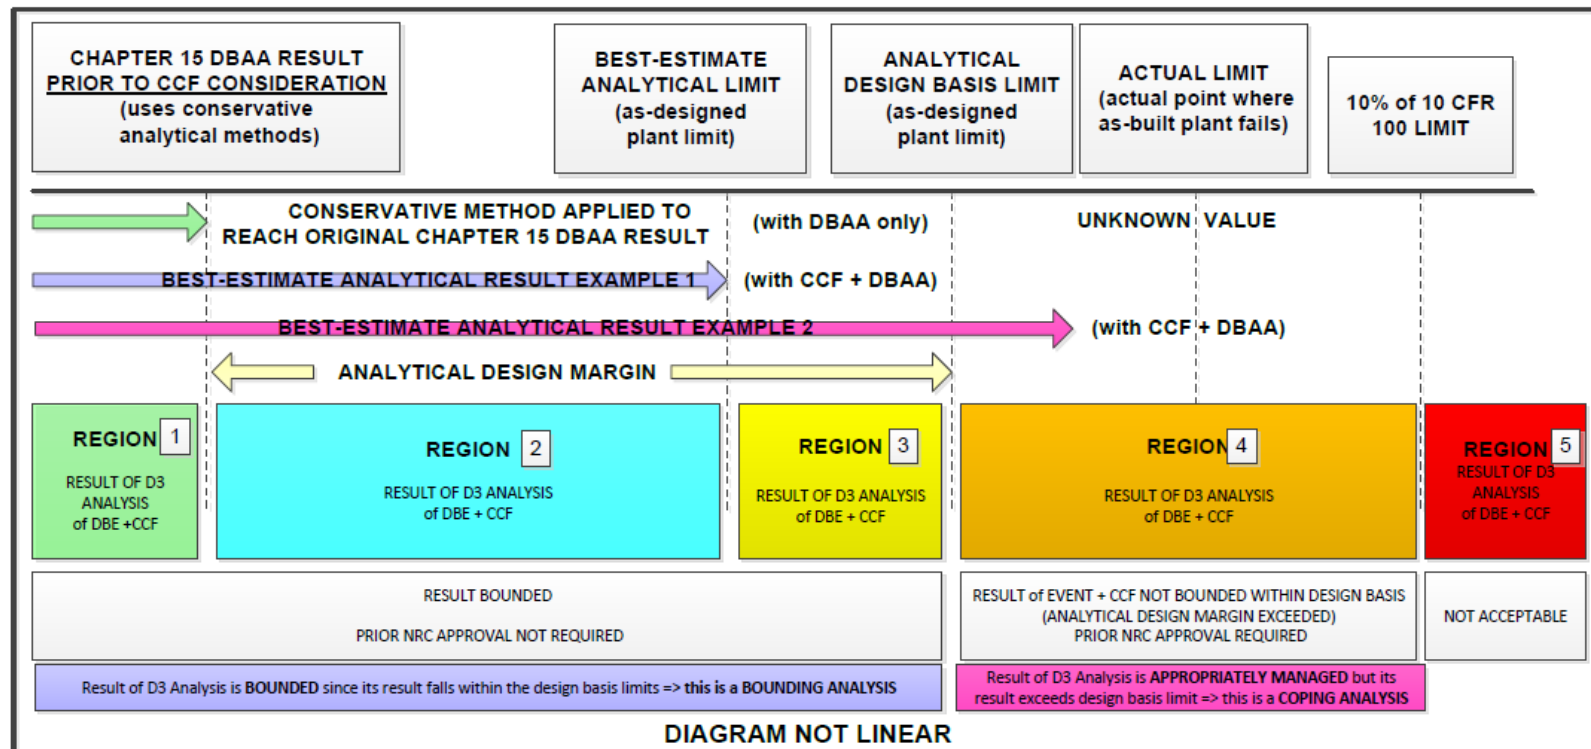 CHAPTER 15 DBAA RESULT
PRIOR TO CCF CONSIDERATION
(uses conservative
analytical methods)
BEST-ESTIMATE
ANALYTICAL LIMIT
(as-designed
plant limit)
ANALYTICAL
DESIGN BASIS LIMIT
(as-designed
plant limit)
ACTUAL LIMIT
(actual point where
as-built plant fails)
10% of 10 CFR
100 LIMIT
CONSERVATIVE METHOD APPLIED TO
REACH ORIGINAL CHAPTER 15 DBAA RESULT
(with DBAA only)
UNKNOWN VALUE
BEST-ESTIMATE ANALYTICAL RESULT EXAMPLE 1
(with CCF + DBAA)
BEST-ESTIMATE ANALYTICAL RESULT EXAMPLE 2
(with CCF + DBAA)
ANALYTICAL DESIGN MARGIN
REGION 1
RESULT OF D3
ANALYSIS
of DBE +CCF
REGION 2
RESULT OF D3 ANALYSIS
of DBE + CCF
REGION 3
RESULT OF D3 ANALYSIS
of DBE + CCF
REGION 4
RESULT OF D3 ANALYSIS
of DBE + CCF
REGION 5
RESULT OF D3
ANALYSIS
of DBE + CCF
RESULT BOUNDED
PRIOR NRC APPROVAL NOT REQUIRED
RESULT of EVENT + CCF NOT BOUNDED WITHIN DESIGN BASIS
(ANALYTICAL DESIGN MARGIN EXCEEDED)
PRIOR NRC APPROVAL REQUIRED
NOT ACCEPTABLE
Result of D3 Analysis is BOUNDED since its result falls within the design basis limits => this is a BOUNDING ANALYSIS
Result of D3 Analysis is APPROPRIATELY MANAGED but its
result exceeds design basis limit => this is a COPING ANALYSIS
DIAGRAM NOT LINEAR